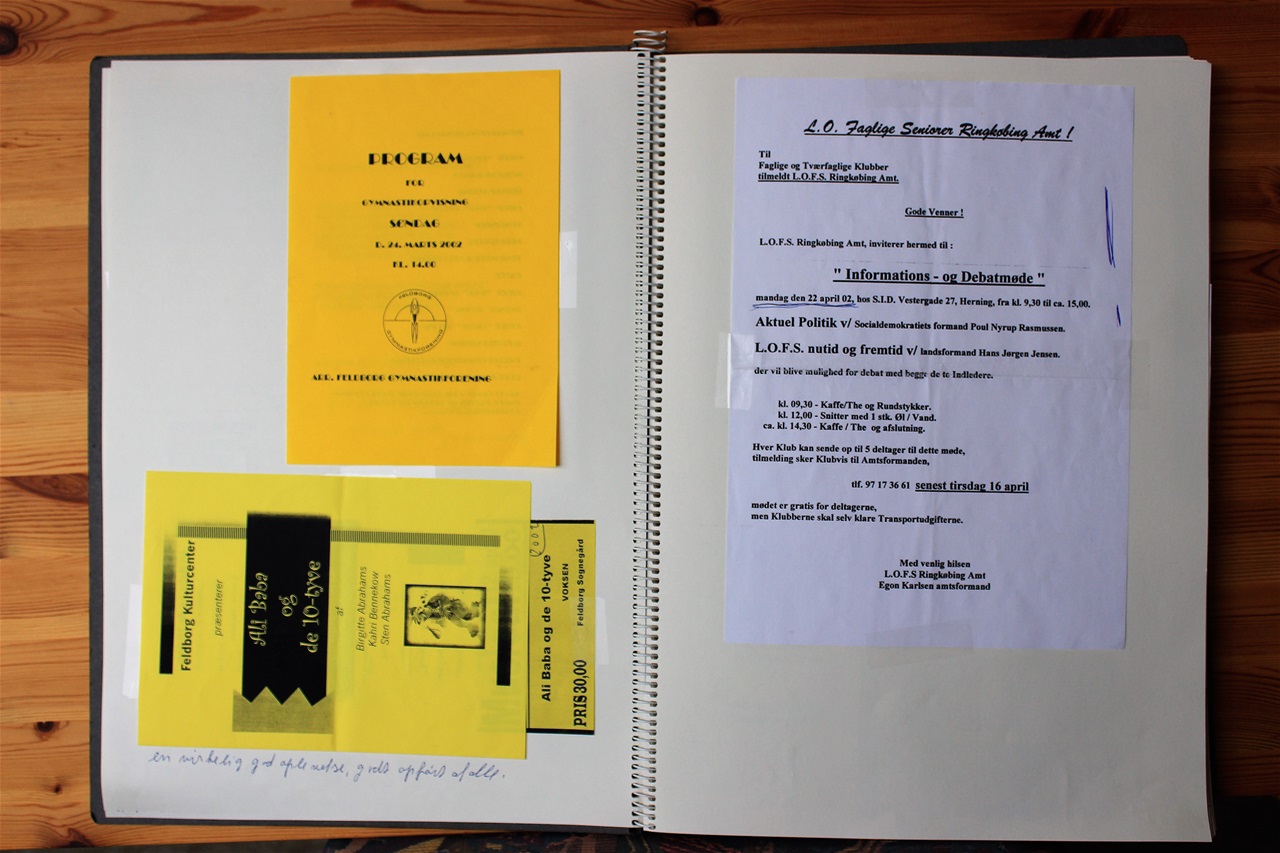 PROGRAM
FOR
GYMNASTIKOPVISNING
SØNDAG
D. 24. MARTS 2002
KL. 14.00
FELDBORG
GYMNASTIKFORENING
ARR. FELDBORG GYMNASTIKFORENING
Feldborg Kulturcenter
præsenterer
Ali Baba
og
de 10-tyve
af
Birgitte Abrahams
Kahri Bennekow
Sten Abrahams
2002
Ali Baba og de 10-tyve
VOKSEN
Feldborg Sognegård
PRIS 30,00
en virkelig god oplevelse, godt opført af alle.
L.O. Faglige Seniorer Ringkøbing Amt !
Til
Faglige og Tværfaglige Klubber
tilmeldt L.O.F.S. Ringkøbing Amt.
Gode Venner !
L.O.F.S. Ringkøbing Amt, inviterer hermed til :
" Informations - og Debatmøde "
mandag den 22 april 02, hos S.I.D. Vestergade 27, Herning, fra kl. 9,30 til ca. 15,00.
Aktuel Politik v/ Socialdemokratiets formand Poul Nyrup Rasmussen.
L.O.F.S. nutid og fremtid v/ landsformand Hans Jørgen Jensen.
der vil blive mulighed for debat med begge de to Indledere.
kl. 09,30 - Kaffe/The og Rundstykker.
kl. 12,00 - Snitter med 1 stk. Øl / Vand.
ca. kl. 14,30 - Kaffe / The og afslutning.
Hver Klub kan sende op til 5 deltager til dette møde,
tilmelding sker Klubvis til Amtsformanden,
tlf. 97 17 36 61 senest tirsdag 16 april
mødet er gratis for deltagerne,
men Klubberne skal selv klare Transportudgifterne.
Med venlig hilsen
L.O.F.S Ringkøbing Amt
Egon Karlsen amtsformand